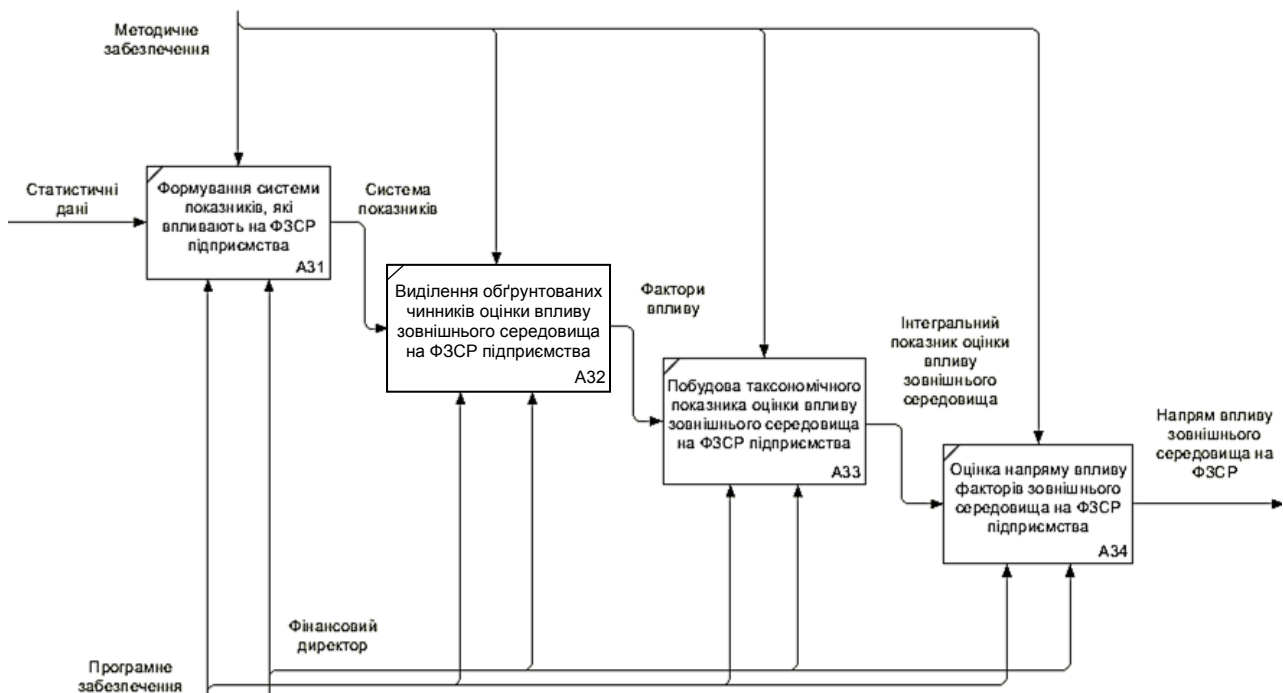 Методичне
забезпечення
Статистичні
дані
Формування системи
показників, які
впливають на ФЗСР
підприємства
А31
Система
показників
Виділення обґрунтованих
чинників оцінки впливу
зовнішнього середовища
на ФЗСР підприємства
А32
Фактори
впливу
Побудова таксономічного
показника оцінки впливу
зовнішнього середовища
на ФЗСР підприємства
А33
Інтегральний
показник оцінки
впливу
зовнішнього
середовища
Оцінка напряму впливу
факторів зовнішнього
середовища на ФЗСР
підприємства
А34
Напрям впливу
зовнішнього
середовища на
ФЗСР
Фінансовий
директор
Програмне
забезпечення